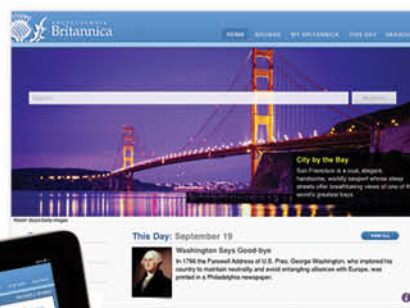 ENCYCLOPÆDIA
Britannica
HOME BROWSE MY BRITANNICA THIS DAY SEARCH
Search
City by the Bay
San Francisco is a cool, elegant,
handsome, worldly seaport whose steep
streets offer breathtaking views of one of the
world's greatest bays.
This Day: September 19
VIEW ALL
Washington Says Good-bye
In 1796 the Farewell Address of U.S. Pres. George Washington, who implored his
country to maintain neutrality and avoid entangling alliances with Europe, was
printed in a Philadelphia newspaper.